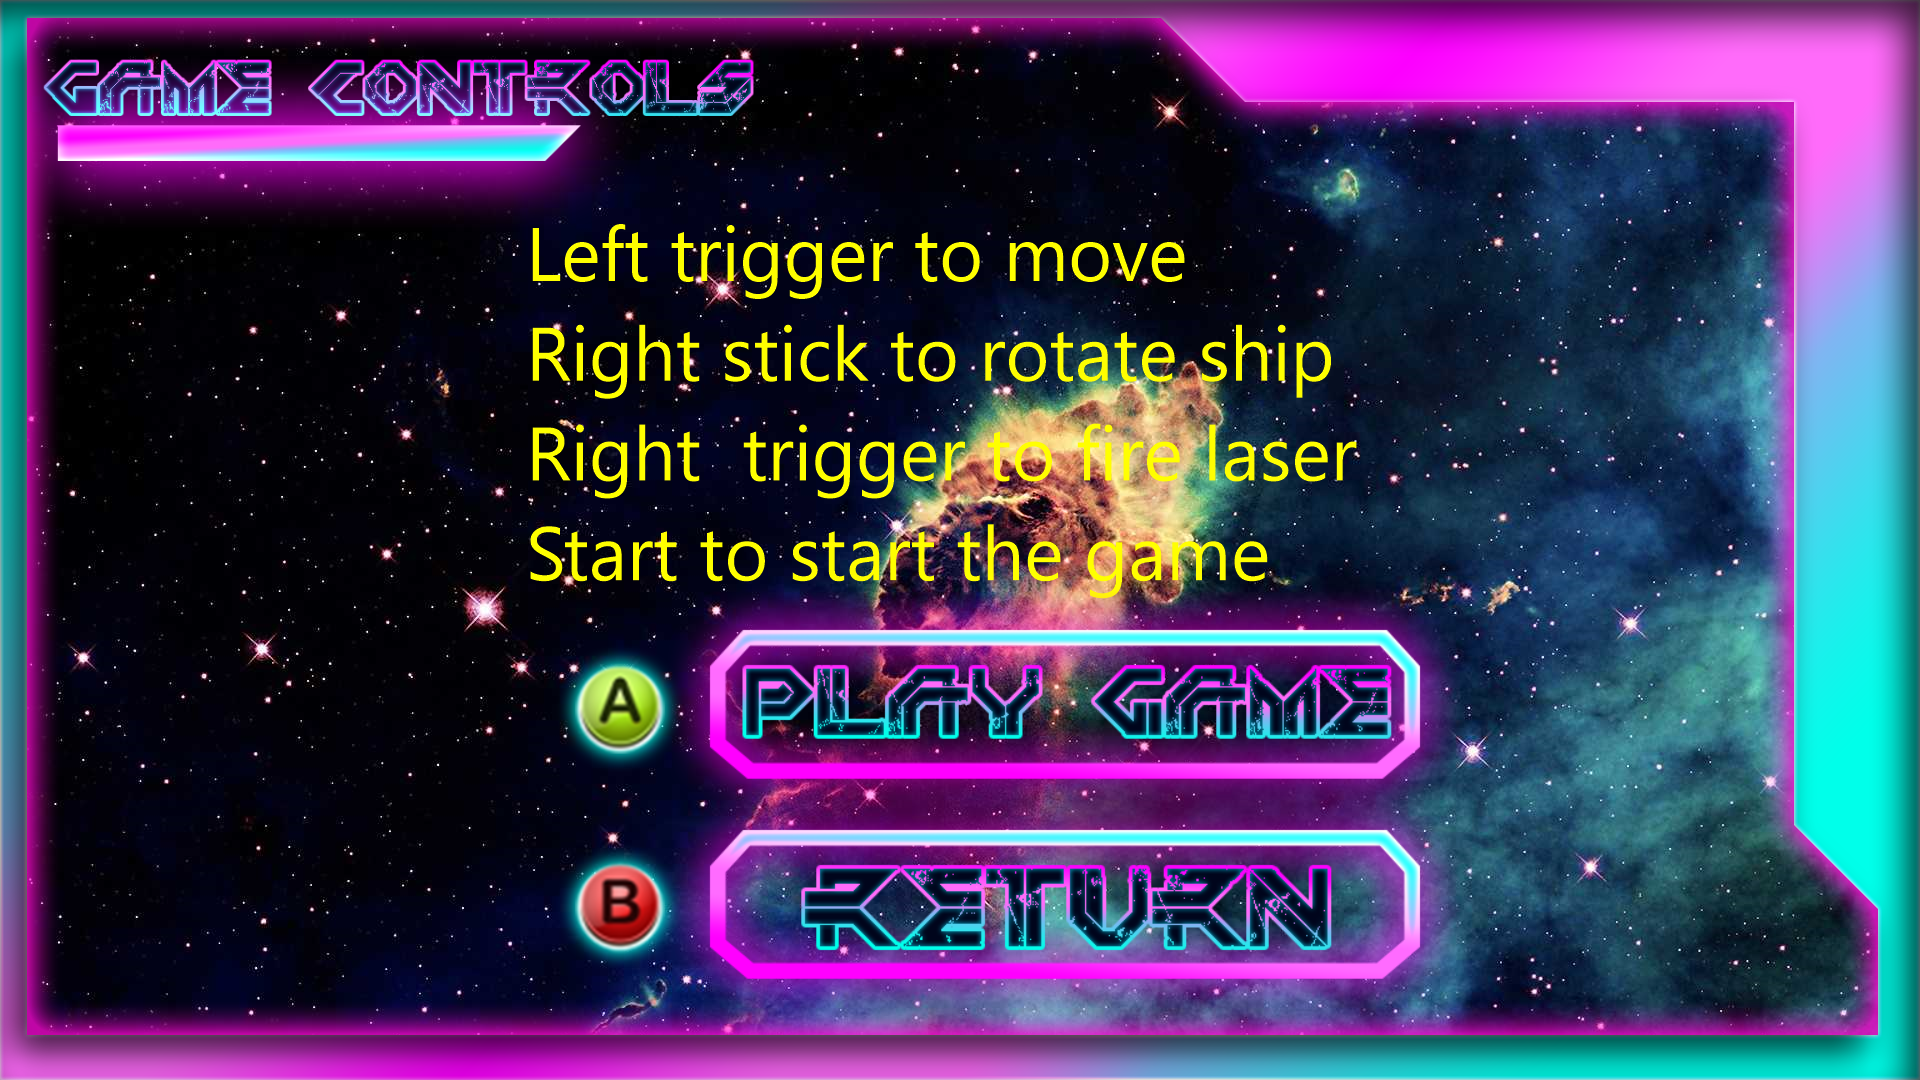 GAME CONTROLS
Left trigger to move
Right stick to rotate ship
Right  trigger to fire laser
Start to start the game
A PLAY GAME
B RETURN